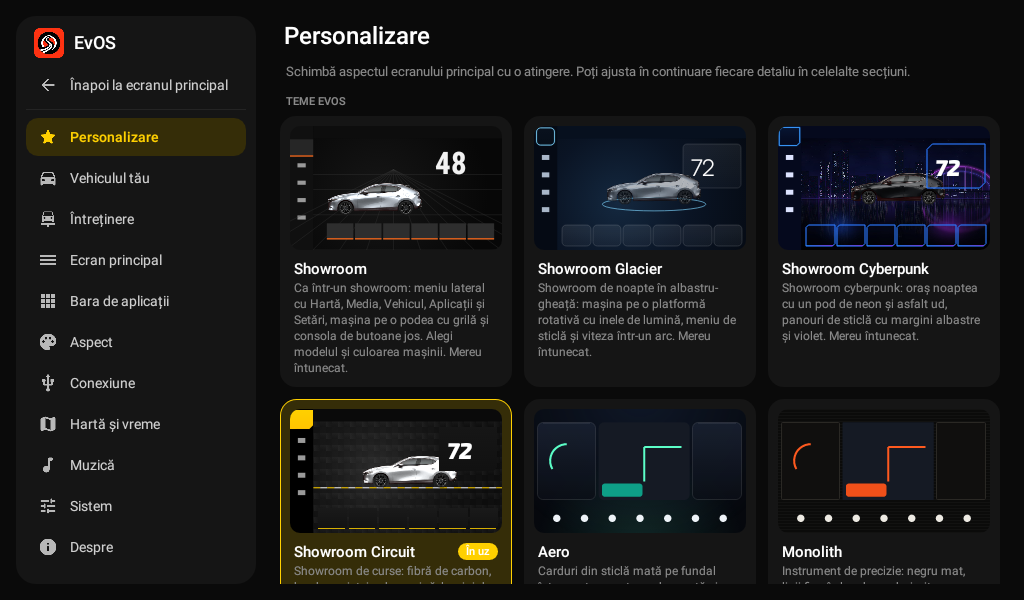 EvOS
Înapoi la ecranul principal
Personalizare
Vehiculul tău
Întreținere
Ecran principal
Bara de aplicații
Aspect
Conexiune
Hartă și vreme
Muzică
Sistem
Despre
Personalizare
Schimbă aspectul ecranului principal cu o atingere. Poți ajusta în continuare fiecare detaliu în celelalte secțiuni.
TEME EVOS
48
Showroom
Ca într-un showroom: meniu lateral
cu Hartă, Media, Vehicul, Aplicații și
Setări, mașina pe o podea cu grilă și
consola de butoane jos. Alegi
modelul și culoarea mașinii. Mereu
întunecat.
72
Showroom Glacier
Showroom de noapte în albastru-
gheață: mașina pe o platformă
rotativă cu inele de lumină, meniu de
sticlă și viteza într-un arc. Mereu
întunecat.
72
Showroom Cyberpunk
Showroom cyberpunk: oraș noaptea
cu un pod de neon și asfalt ud,
panouri de sticlă cu margini albastre
și violet. Mereu întunecat.
72
Showroom Circuit
În uz
Showroom de curse: fibră de carbon,
Aero
Carduri din sticlă mată pe fundal
Monolith
Instrument de precizie: negru mat,